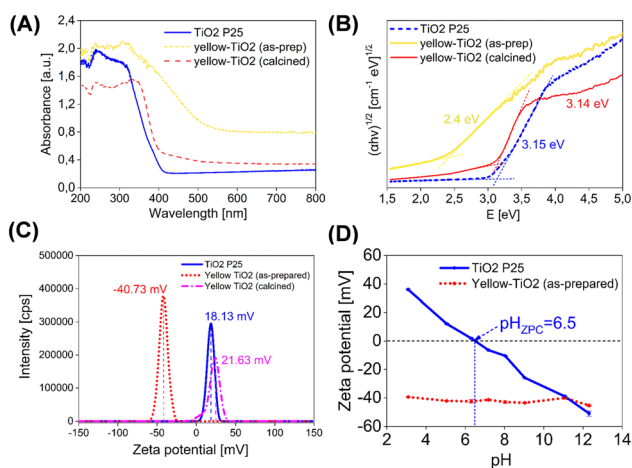 (A)
TiO2 P25
yellow-TiO2 (as-prep)
yellow-TiO2 (calcined)
2,4
2,0
1,6
1,2
0,8
0,4
0,0
Absorbance [a.u.]
200 300 400 500 600 700 800
Wavelength [nm]
(B)
TiO2 P25
yellow-TiO2 (as-prep)
yellow-TiO2 (calcined)
(αhν)1/2 [cm-1 eV]1/2
2.4 eV
3.14 eV
3.15 eV
1,5 2,0 2,5 3,0 3,5 4,0 4,5 5,0
E [eV]
(C)
TiO2 P25
Yellow TiO2 (as-prepared)
Yellow TiO2 (calcined)
500000
400000
300000
200000
100000
0
Intensity [cps]
-40.73 mV
18.13 mV
21.63 mV
-150 -100 -50 0 50 100 150
Zeta potential [mV]
(D)
TiO2 P25
Yellow-TiO2 (as-prepared)
60
40
20
0
-20
-40
-60
Zeta potential [mV]
pHZPC=6.5
2 4 6 8 10 12 14
pH